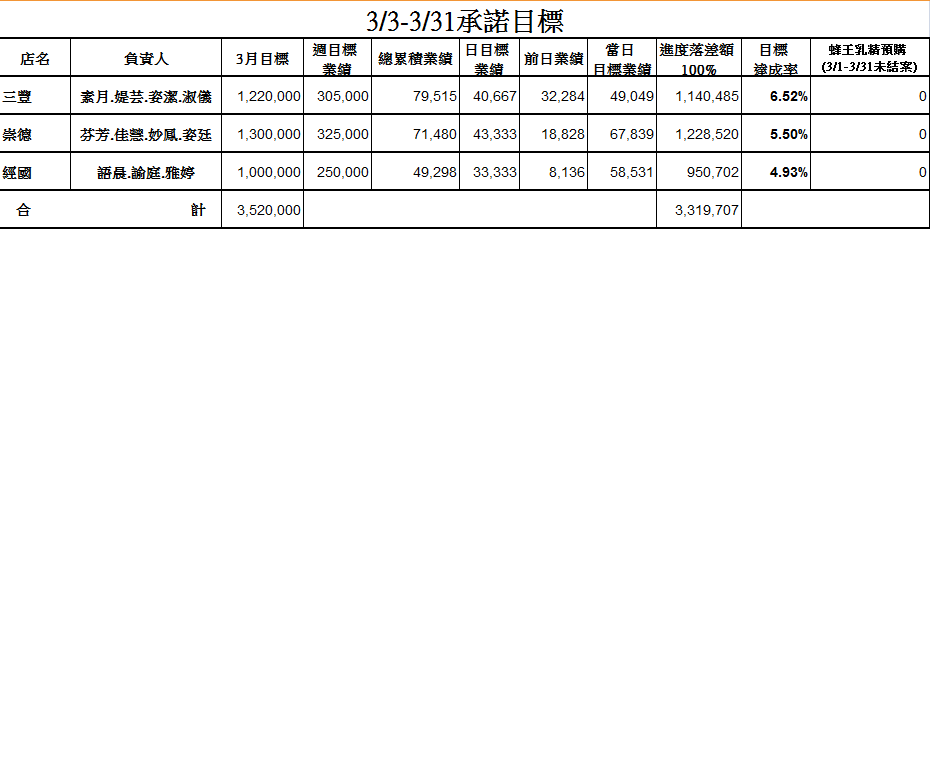 3/3-3/31承諾目標
店名 負責人 3月目標 週目標業績 總累積業績 日目標業績 前日業績 當日目標業績 進度落差額100% 目標達成率 蜂王乳精預購(3/1-3/31未結案)
三豐 素月.媞芸.姿潔.淑儀 1,220,000 305,000 79,515 40,667 32,284 49,049 1,140,485 6.52% 0
崇德 芬芳.佳慧.妙鳳.姿廷 1,300,000 325,000 71,480 43,333 18,828 67,839 1,228,520 5.50% 0
經國 語晨.諭庭.雅婷 1,000,000 250,000 49,298 33,333 8,136 58,531 950,702 4.93% 0
合 計 3,520,000 3,319,707